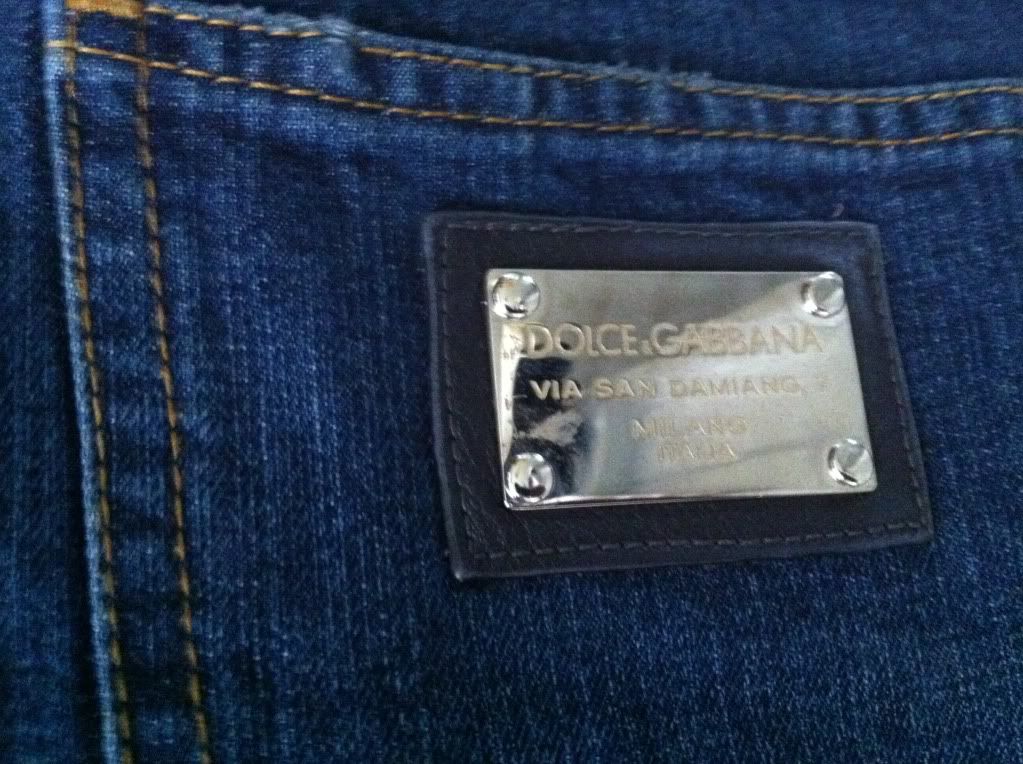 DOLCE&GABBANA
VIA SAN DAMIANO,
MILANO
ITALIA